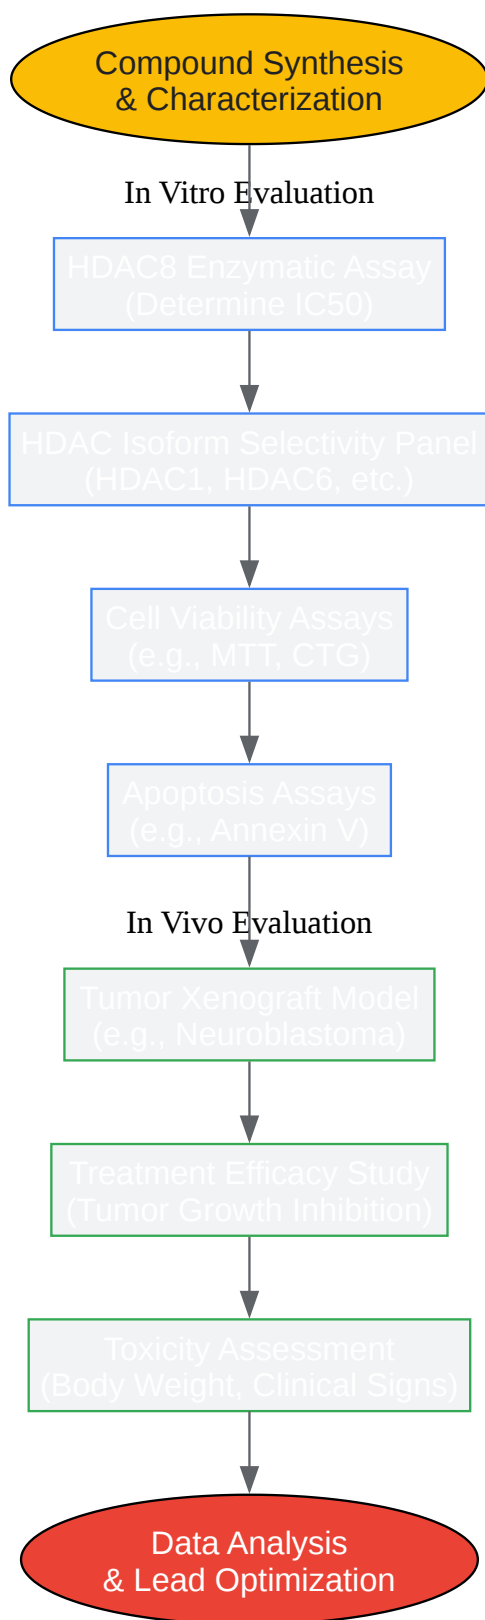 Compound Synthesis
& Characterization
In Vitro Evaluation
HDAC8 Enzymatic Assay
(Determine IC50)
HDAC Isoform Selectivity Panel
(HDAC1, HDAC6, etc.)
Cell Viability Assays
(e.g., MTT, CTG)
Apoptosis Assays
(e.g., Annexin V)
In Vivo Evaluation
Tumor Xenograft Model
(e.g., Neuroblastoma)
Treatment Efficacy Study
(Tumor Growth Inhibition)
Toxicity Assessment
(Body Weight, Clinical Signs)
Data Analysis
& Lead Optimization